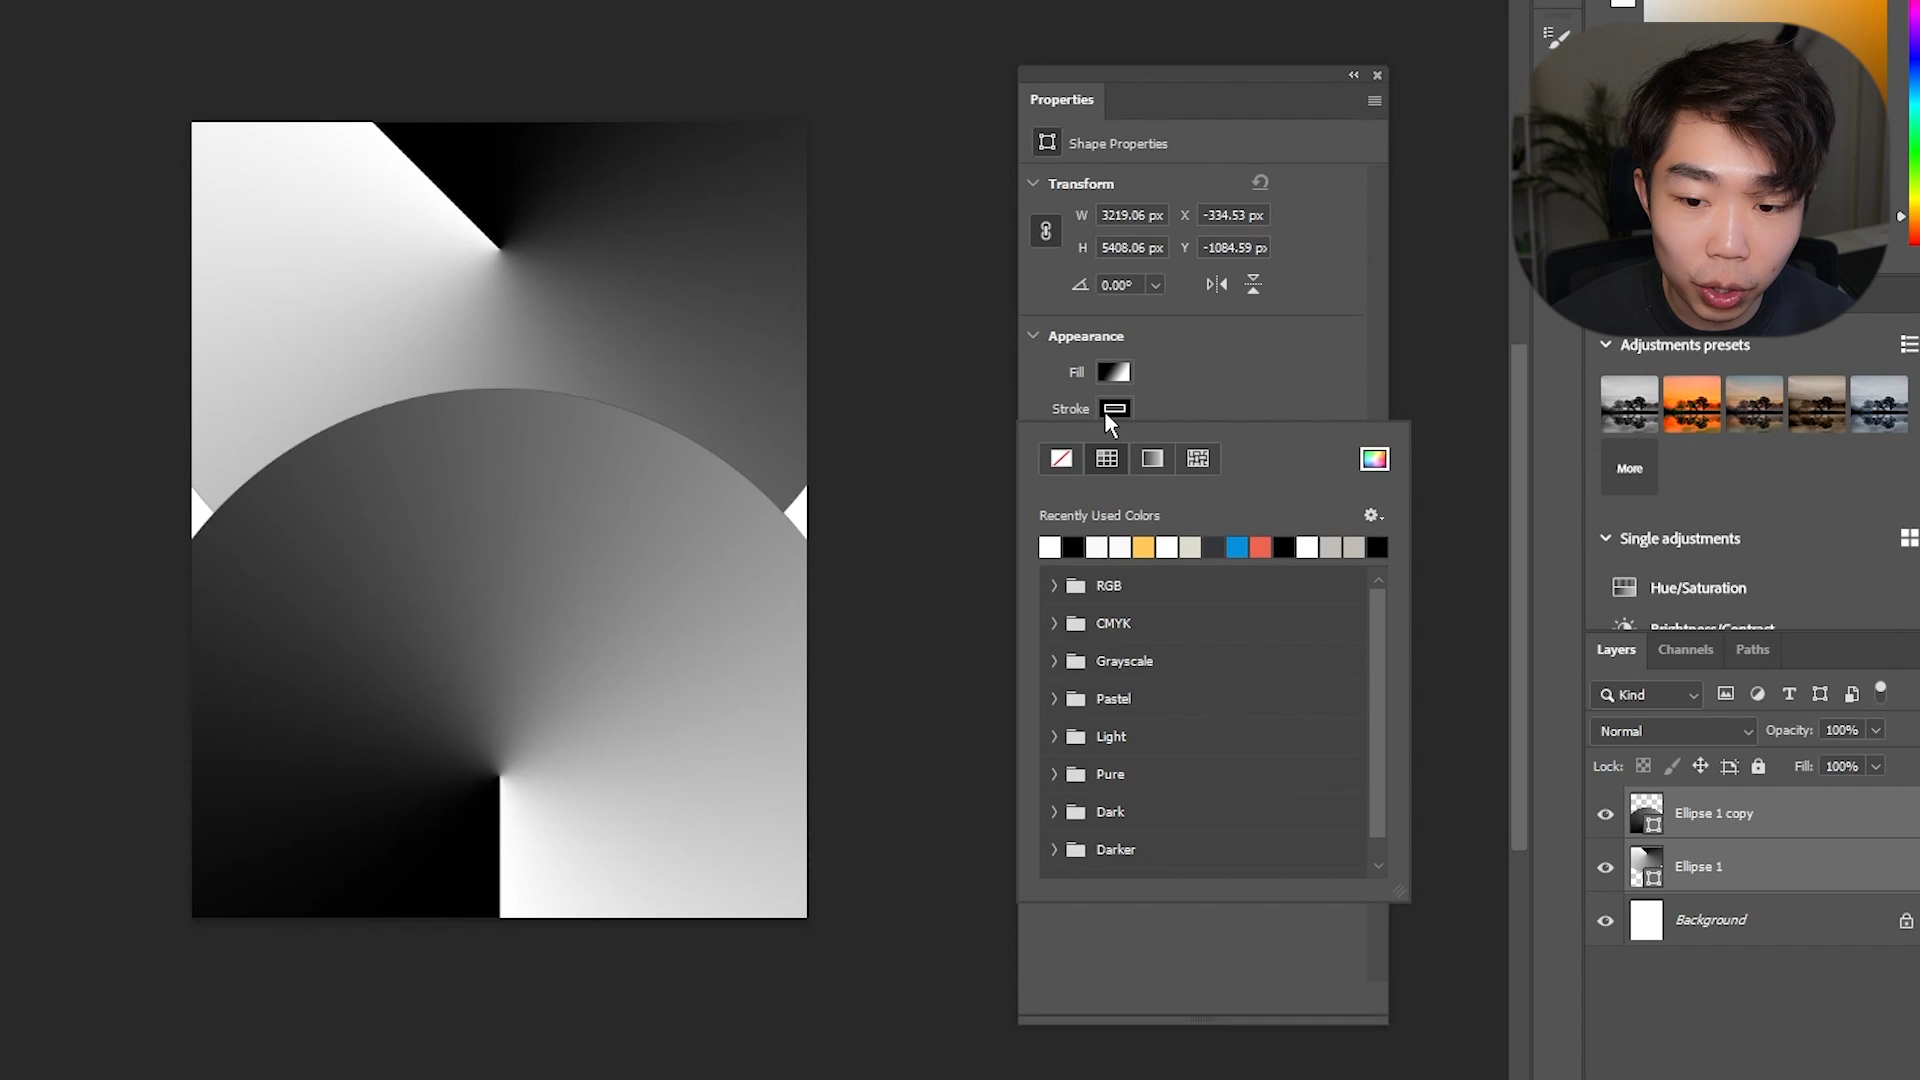 Properties
Shape Properties
Transform
W 3219.06 px X -334.53 px
H 5408.06 px Y -1084.59 px
0.00°
Appearance
Fill
Stroke
Recently Used Colors
RGB
CMYK
Grayscale
Pastel
Light
Pure
Dark
Darker
Adjustments presets
More
Single adjustments
Hue/Saturation
Brightness/Contrast
Layers Channels Paths
Kind
Normal Opacity: 100%
Lock: Fill: 100%
Ellipse 1 copy
Ellipse 1
Background